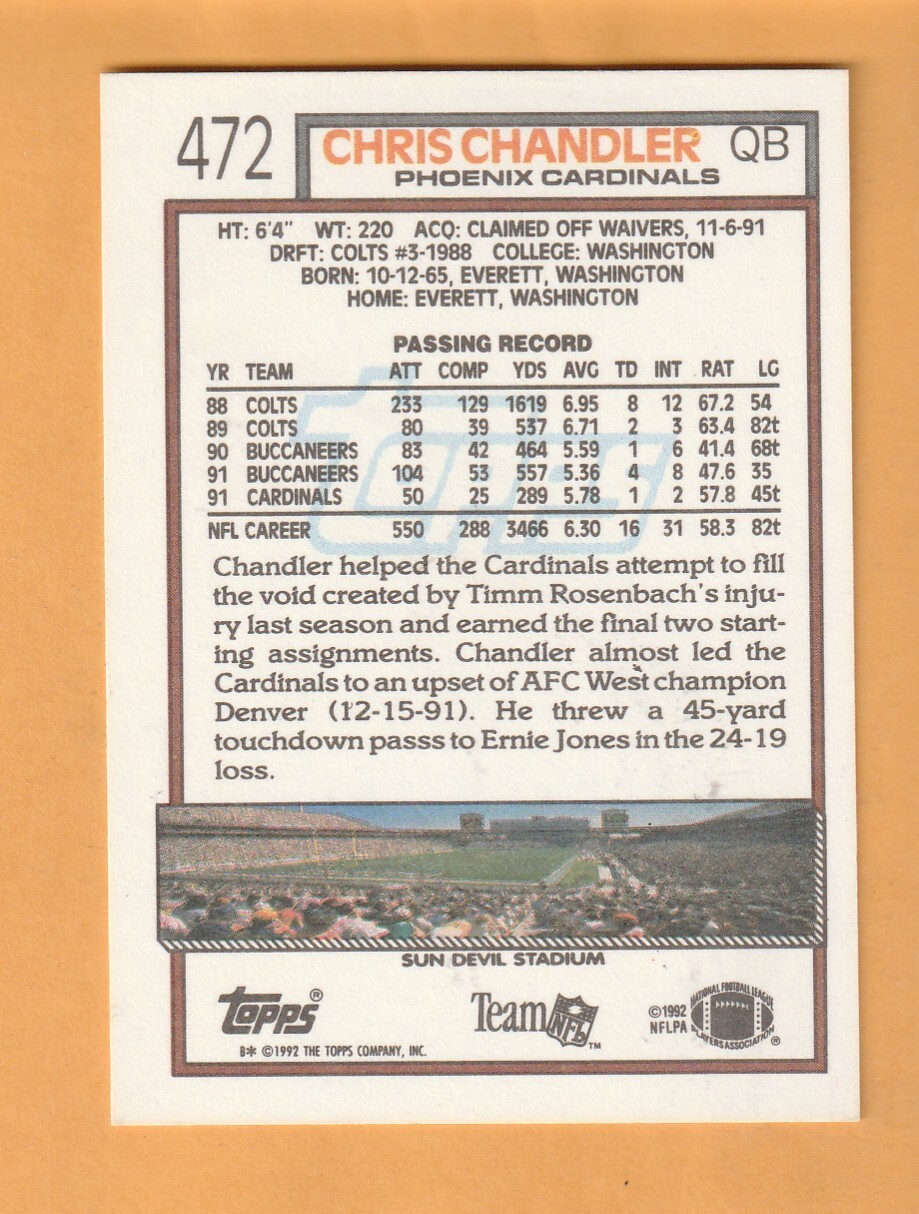 472 CHRIS CHANDLER QB
PHOENIX CARDINALS
HT: 6'4" WT: 220 ACQ: CLAIMED OFF WAIVERS, 11-6-91
DRFT: COLTS #3-1988 COLLEGE: WASHINGTON
BORN: 10-12-65, EVERETT, WASHINGTON
HOME: EVERETT, WASHINGTON
PASSING RECORD
YR TEAM ATT COMP YDS AVG TD INT RAT LG
88 COLTS 233 129 1619 6.95 8 12 67.2 54
89 COLTS 80 39 537 6.71 2 3 63.4 82t
90 BUCCANEERS 83 42 464 5.59 1 6 41.4 68t
91 BUCCANEERS 104 53 557 5.36 4 8 47.6 35
91 CARDINALS 50 25 289 5.78 1 2 57.8 45t
NFL CAREER 550 288 3466 6.30 16 31 58.3 82t
topps
Chandler helped the Cardinals attempt to fill
the void created by Timm Rosenbach's inju-
ry last season and earned the final two start-
ing assignments. Chandler almost led the
Cardinals to an upset of AFC West champion
Denver (12-15-91). He threw a 45-yard
touchdown passs to Ernie Jones in the 24-19
loss.
SUN DEVIL STADIUM
topps®
Team NFL™
©1992
NFLPA
NATIONAL FOOTBALL LEAGUE
PLAYERS ASSOCIATION®
B* ©1992 THE TOPPS COMPANY, INC.